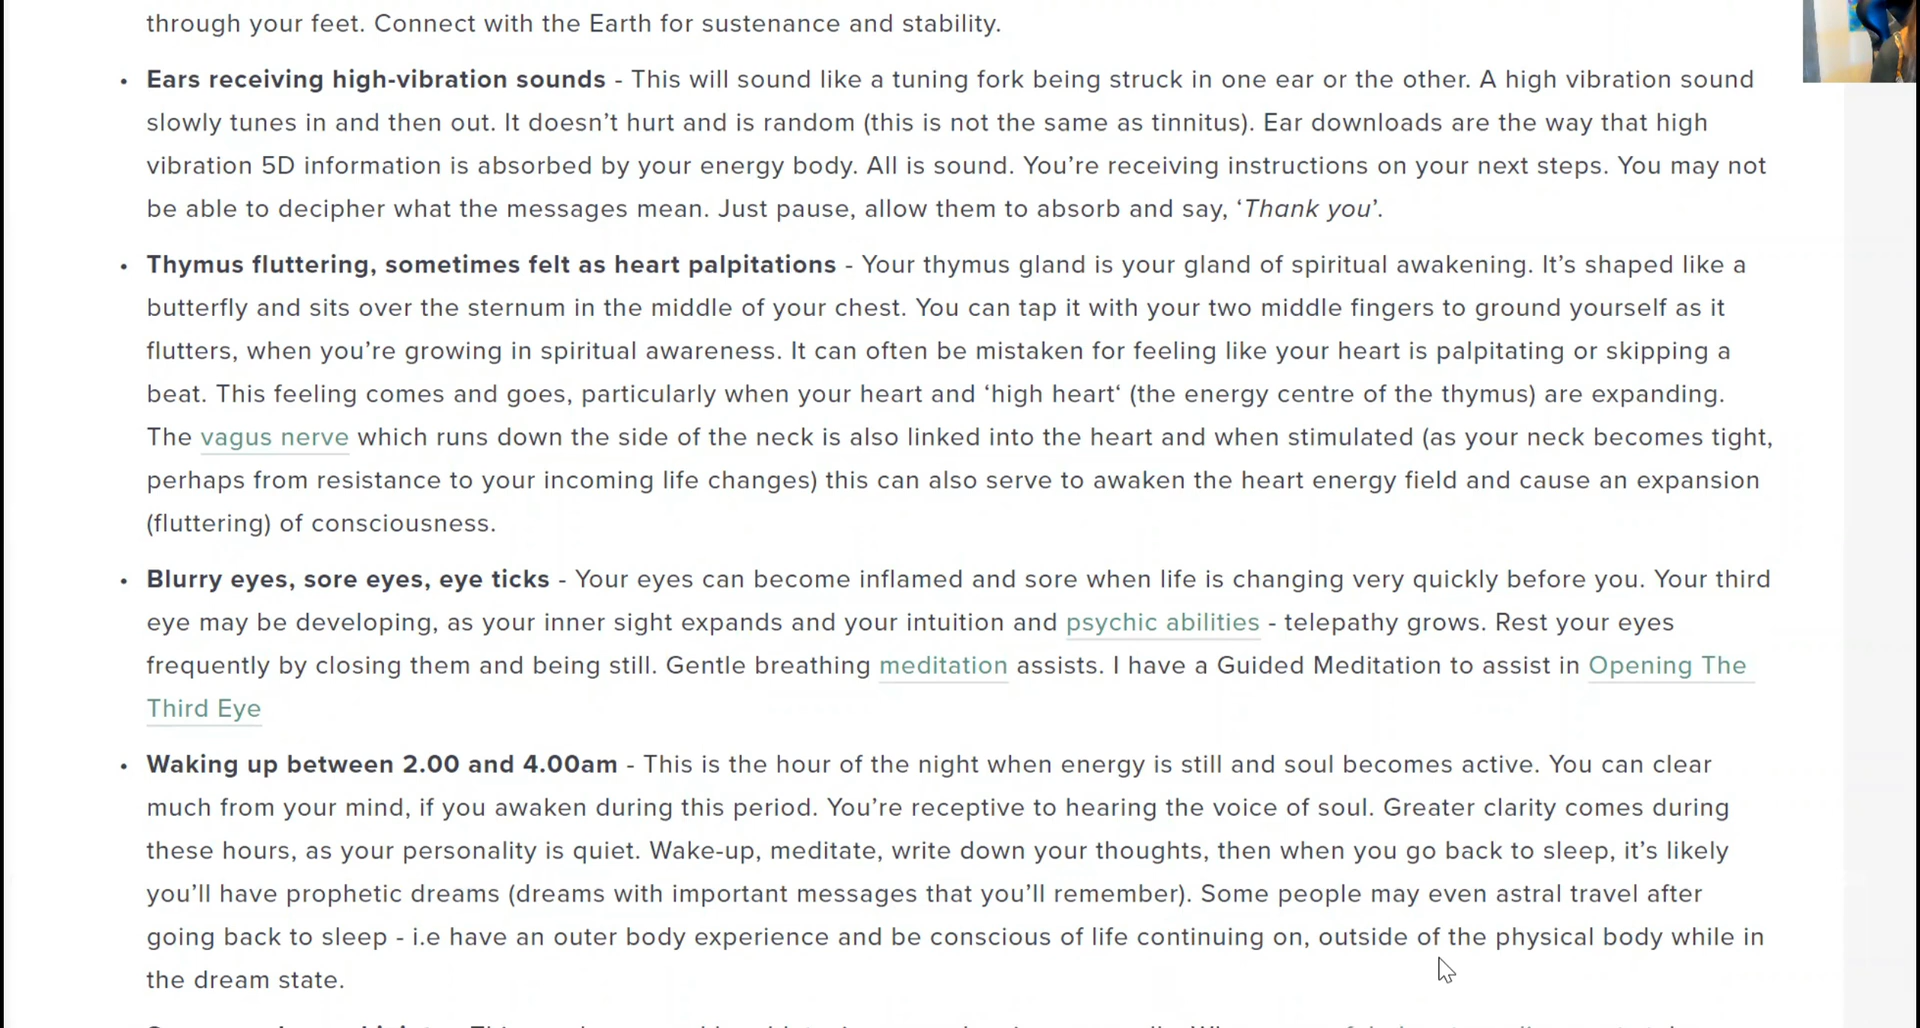 through your feet. Connect with the Earth for sustenance and stability.
• Ears receiving high-vibration sounds - This will sound like a tuning fork being struck in one ear or the other. A high vibration sound
slowly tunes in and then out. It doesn’t hurt and is random (this is not the same as tinnitus). Ear downloads are the way that high
vibration 5D information is absorbed by your energy body. All is sound. You’re receiving instructions on your next steps. You may not
be able to decipher what the messages mean. Just pause, allow them to absorb and say, ‘Thank you’.
• Thymus fluttering, sometimes felt as heart palpitations - Your thymus gland is your gland of spiritual awakening. It’s shaped like a
butterfly and sits over the sternum in the middle of your chest. You can tap it with your two middle fingers to ground yourself as it
flutters, when you’re growing in spiritual awareness. It can often be mistaken for feeling like your heart is palpitating or skipping a
beat. This feeling comes and goes, particularly when your heart and ‘high heart‘ (the energy centre of the thymus) are expanding.
The vagus nerve which runs down the side of the neck is also linked into the heart and when stimulated (as your neck becomes tight,
perhaps from resistance to your incoming life changes) this can also serve to awaken the heart energy field and cause an expansion
(fluttering) of consciousness.
• Blurry eyes, sore eyes, eye ticks - Your eyes can become inflamed and sore when life is changing very quickly before you. Your third
eye may be developing, as your inner sight expands and your intuition and psychic abilities - telepathy grows. Rest your eyes
frequently by closing them and being still. Gentle breathing meditation assists. I have a Guided Meditation to assist in Opening The
Third Eye
• Waking up between 2.00 and 4.00am - This is the hour of the night when energy is still and soul becomes active. You can clear
much from your mind, if you awaken during this period. You’re receptive to hearing the voice of soul. Greater clarity comes during
these hours, as your personality is quiet. Wake-up, meditate, write down your thoughts, then when you go back to sleep, it’s likely
you’ll have prophetic dreams (dreams with important messages that you’ll remember). Some people may even astral travel after
going back to sleep - i.e have an outer body experience and be conscious of life continuing on, outside of the physical body while in
the dream state.